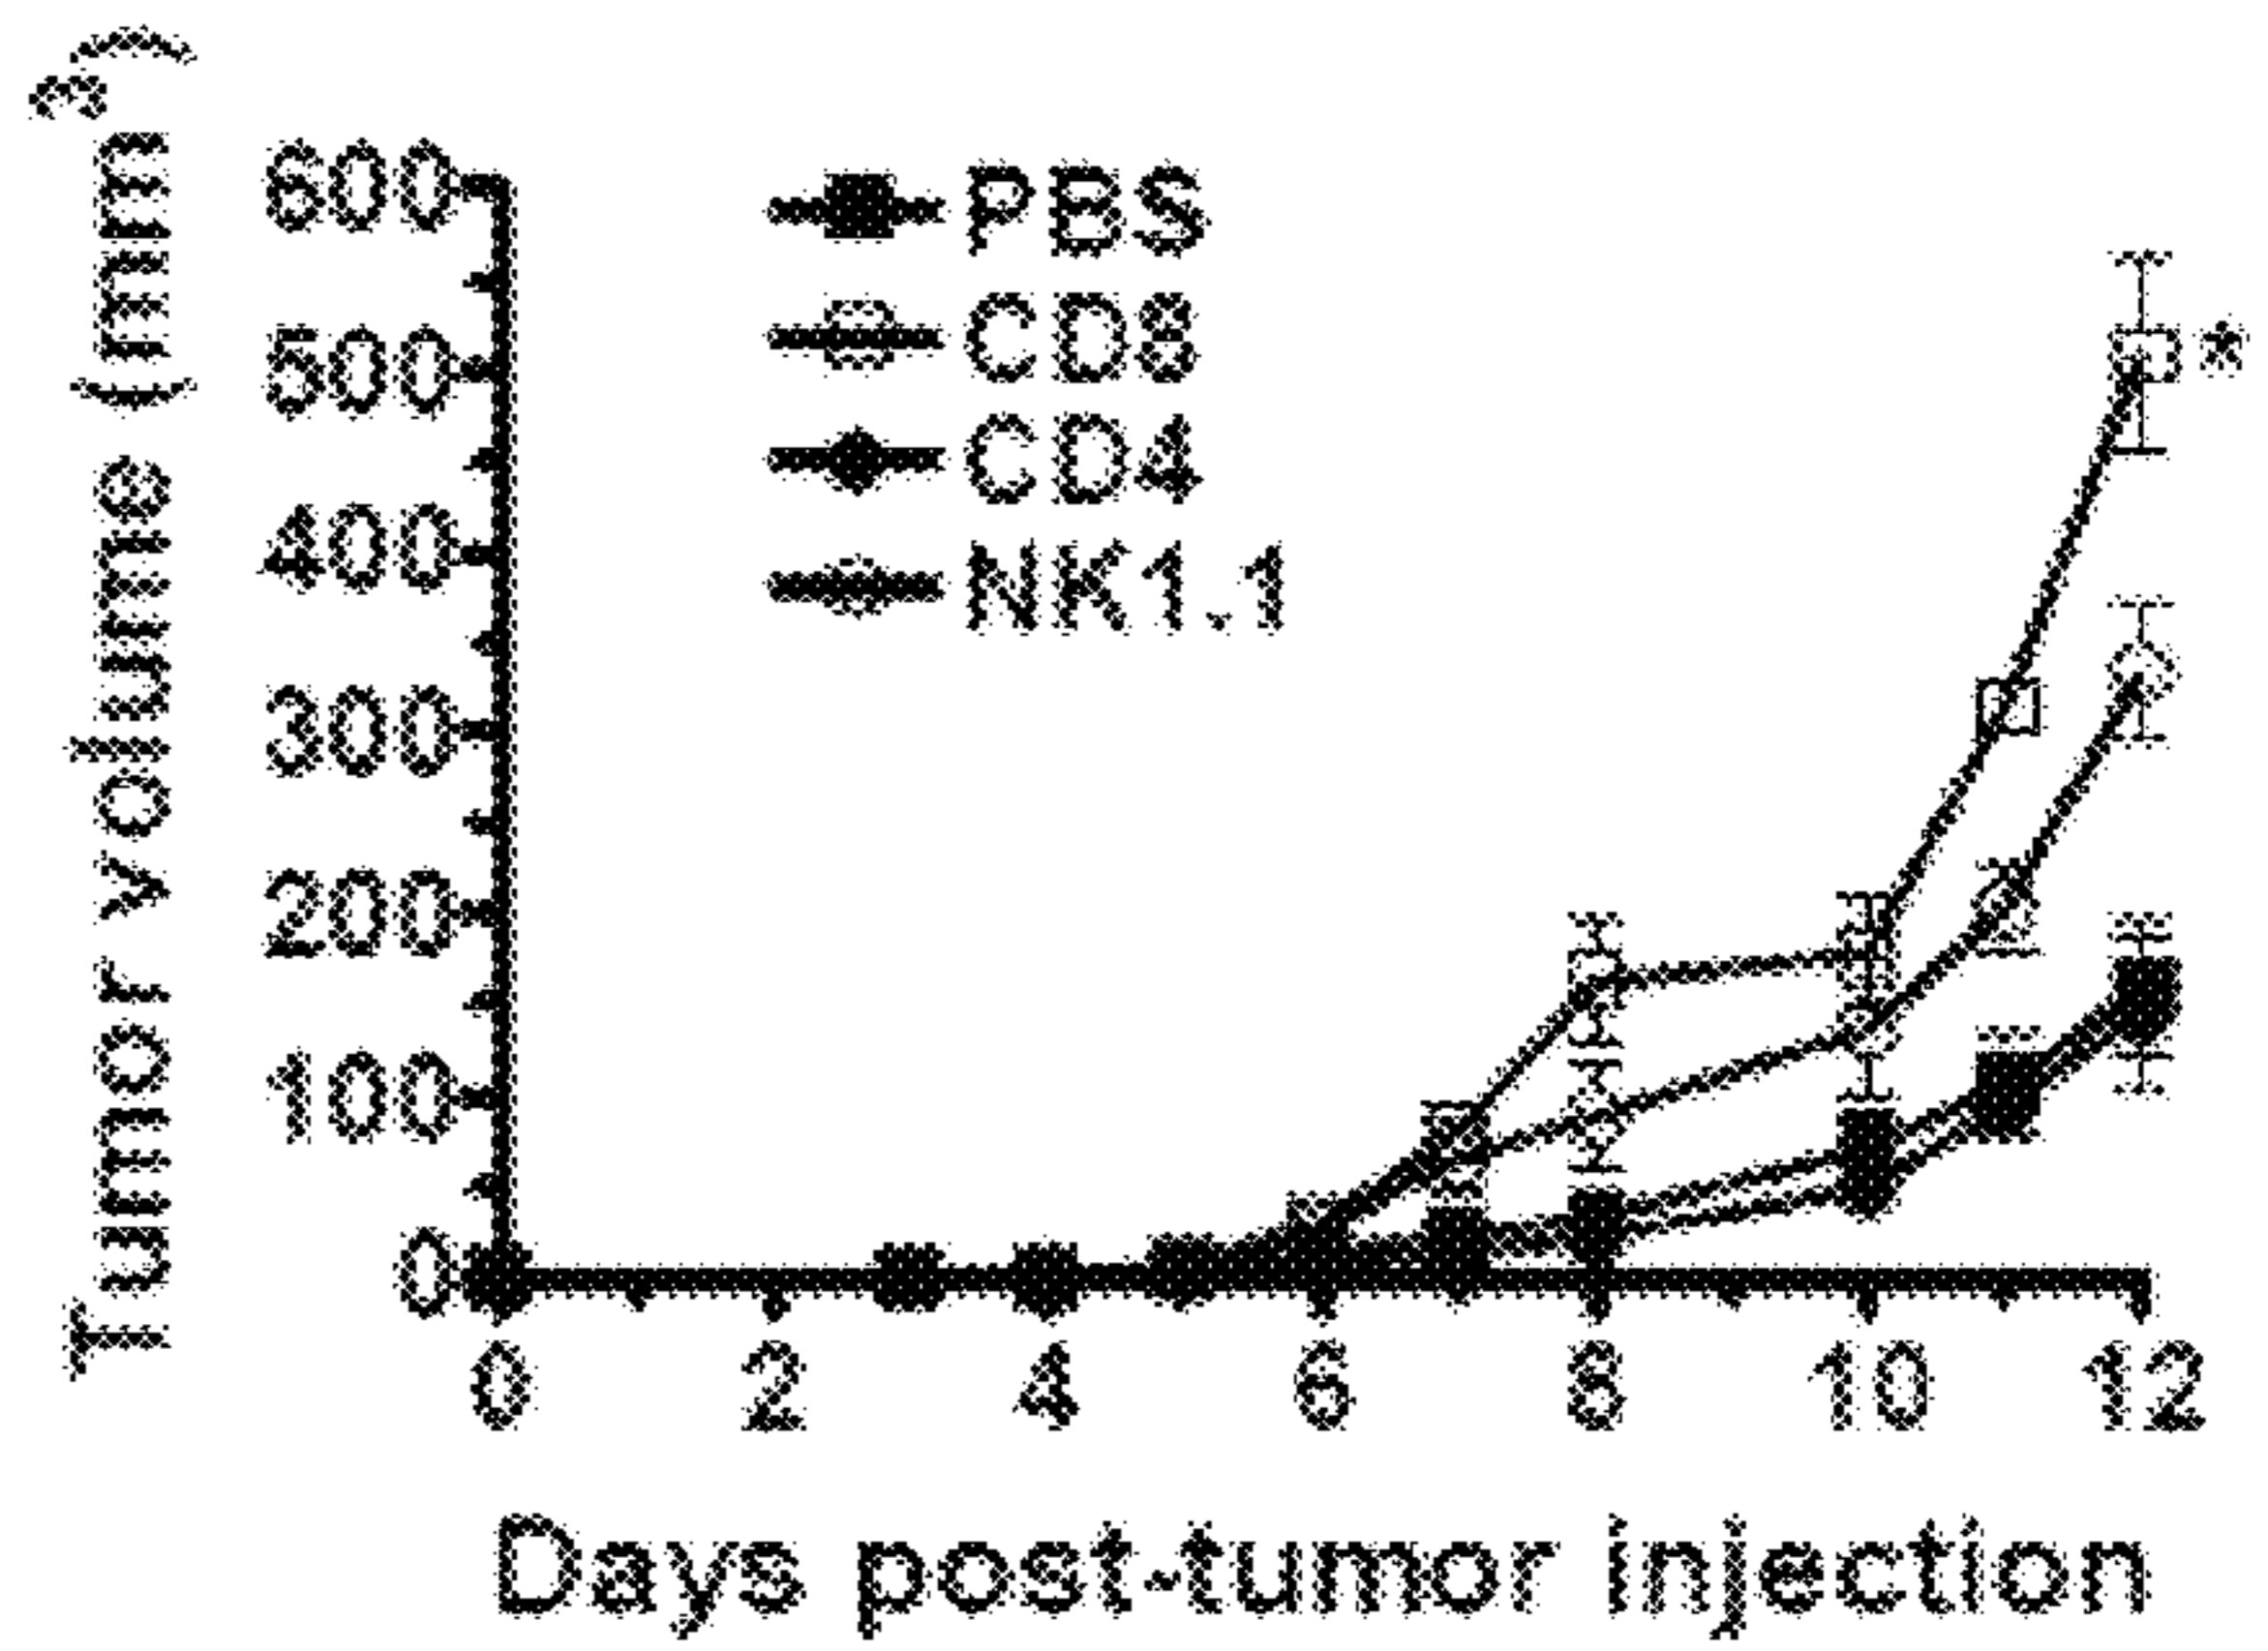 Tumor volume (mm³)
600
500
400
300
200
100
0
PBS
CD8
CD4
NK1.1
*
0 2 4 6 8 10 12
Days post-tumor injection